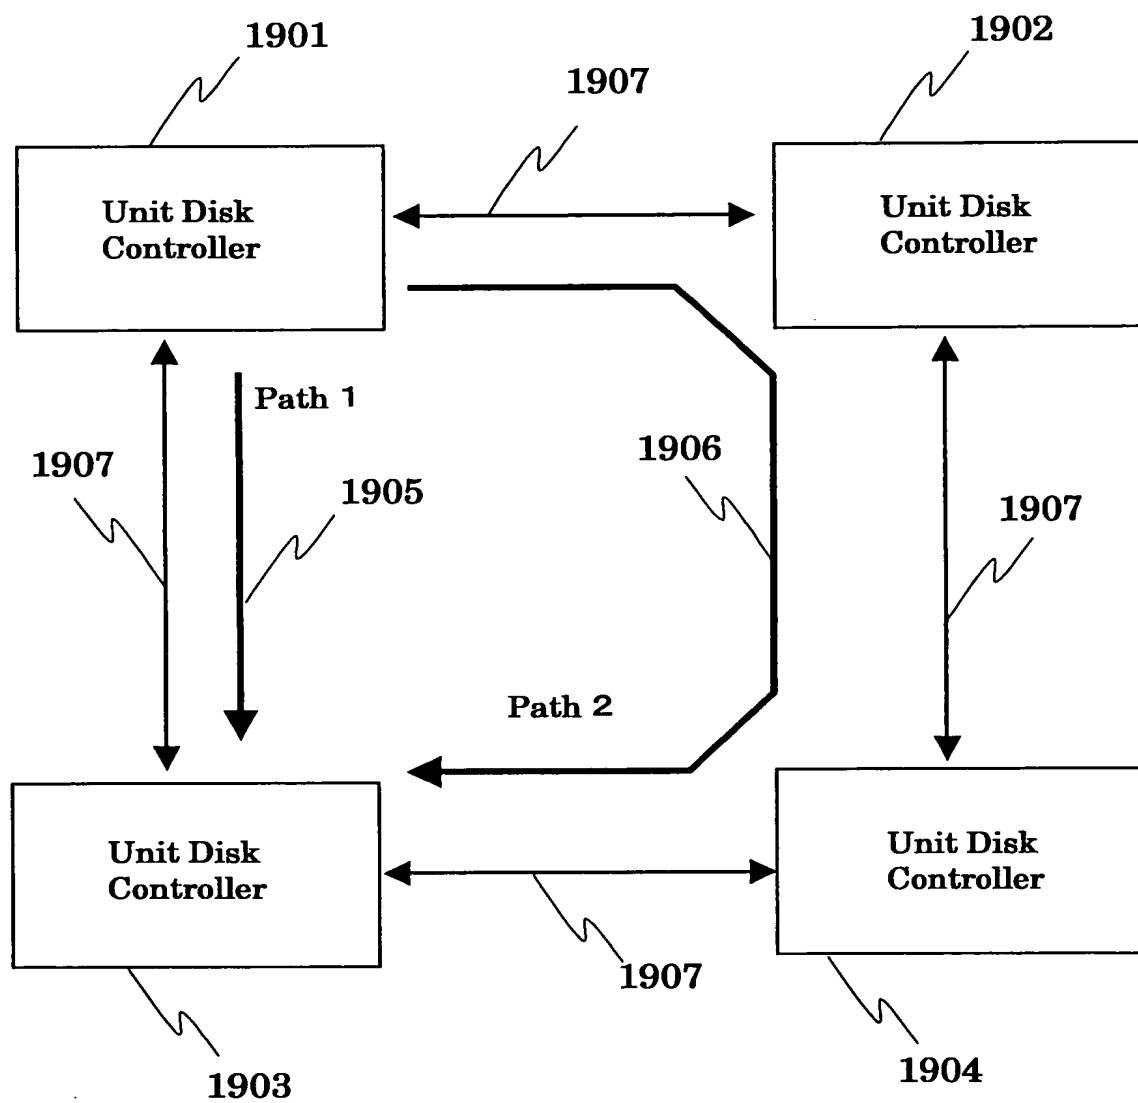 1901
1902
1907
Unit Disk
Controller
Unit Disk
Controller
Path 1
1907
1905
1906
1907
Path 2
Unit Disk
Controller
Unit Disk
Controller
1907
1904
1903